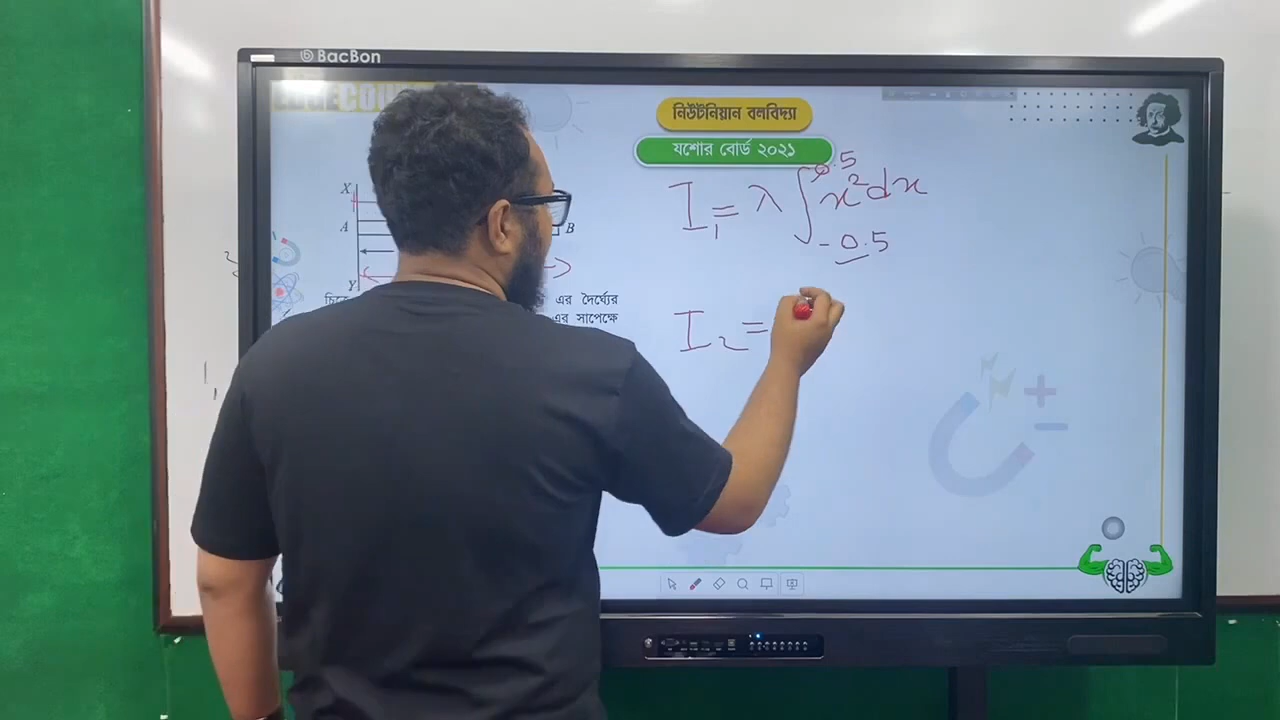 BacBon
নিউটনিয়ান বলবিদ্যা
যশোর বোর্ড ২০২১
X
A
B
Y
এর দৈর্ঘ্যের
এর সাপেক্ষে
I₁ = λ ∫₋₀.₅^0.5 x² dx
I₂ =